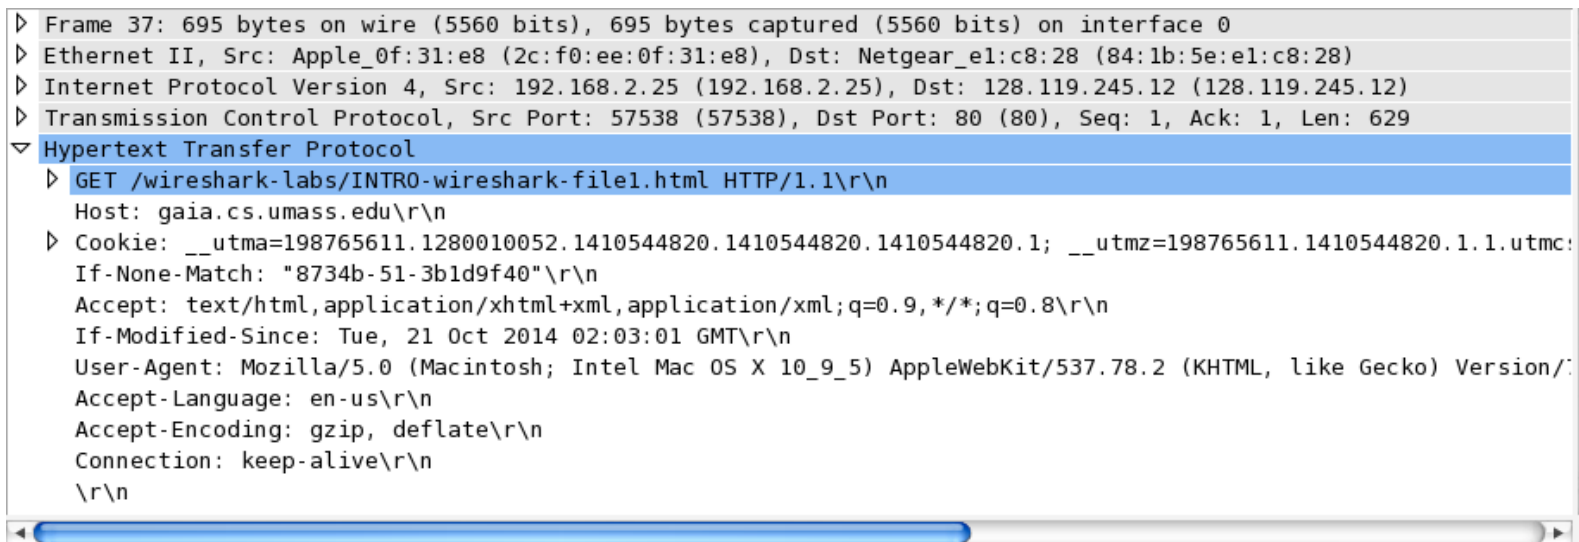 Frame 37: 695 bytes on wire (5560 bits), 695 bytes captured (5560 bits) on interface 0
Ethernet II, Src: Apple_0f:31:e8 (2c:f0:ee:0f:31:e8), Dst: Netgear_e1:c8:28 (84:1b:5e:e1:c8:28)
Internet Protocol Version 4, Src: 192.168.2.25 (192.168.2.25), Dst: 128.119.245.12 (128.119.245.12)
Transmission Control Protocol, Src Port: 57538 (57538), Dst Port: 80 (80), Seq: 1, Ack: 1, Len: 629
Hypertext Transfer Protocol
GET /wireshark-labs/INTRO-wireshark-file1.html HTTP/1.1\r\n
Host: gaia.cs.umass.edu\r\n
Cookie: __utma=198765611.1280010052.1410544820.1410544820.1410544820.1; __utmz=198765611.1410544820.1.1.utmc
If-None-Match: "8734b-51-3b1d9f40"\r\n
Accept: text/html,application/xhtml+xml,application/xml;q=0.9,*/*;q=0.8\r\n
If-Modified-Since: Tue, 21 Oct 2014 02:03:01 GMT\r\n
User-Agent: Mozilla/5.0 (Macintosh; Intel Mac OS X 10_9_5) AppleWebKit/537.78.2 (KHTML, like Gecko) Version/
Accept-Language: en-us\r\n
Accept-Encoding: gzip, deflate\r\n
Connection: keep-alive\r\n
\r\n